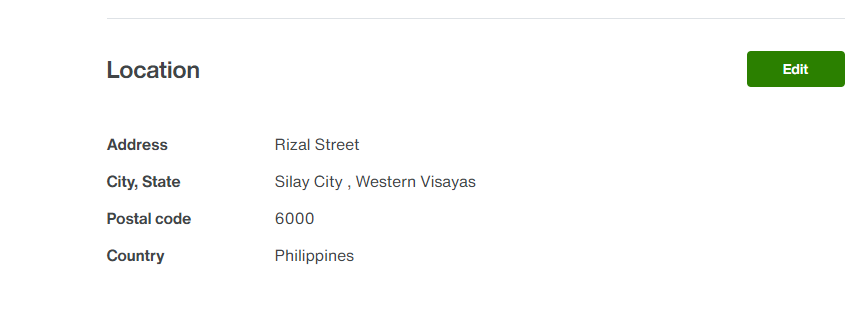 Location
Edit
Address Rizal Street
City, State Silay City , Western Visayas
Postal code 6000
Country Philippines